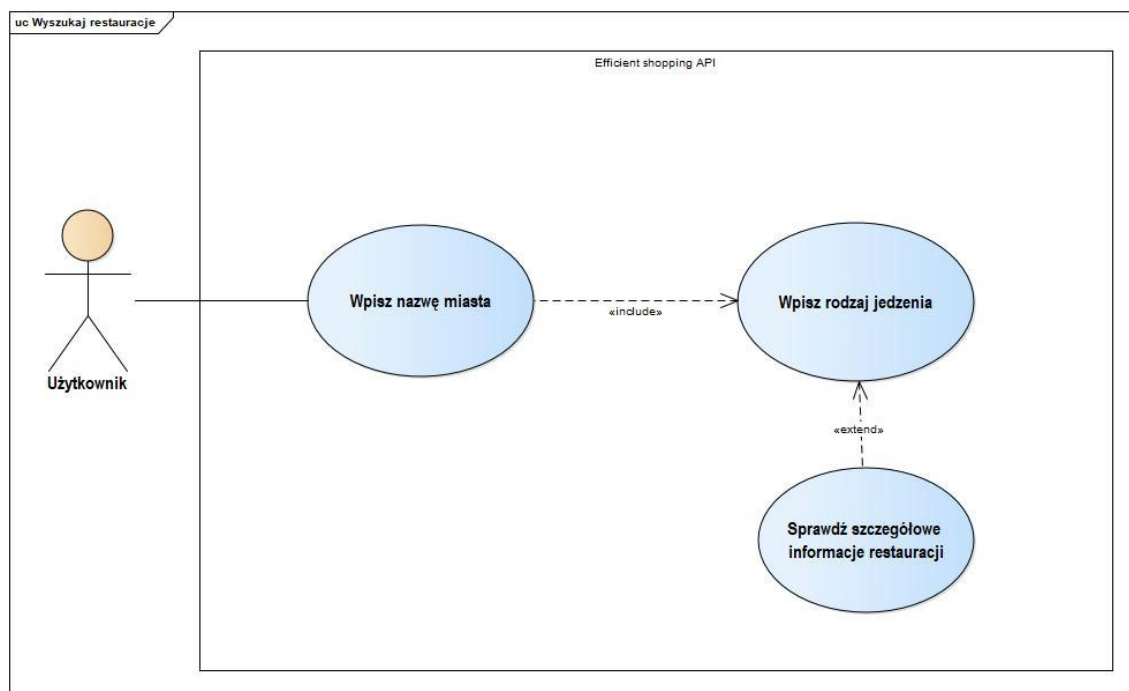 uc Wyszukaj restauracje
Efficient shopping API
Wpisz nazwę miasta
«include»
Wpisz rodzaj jedzenia
Użytkownik
«extend»
Sprawdź szczegółowe
informacje restauracji